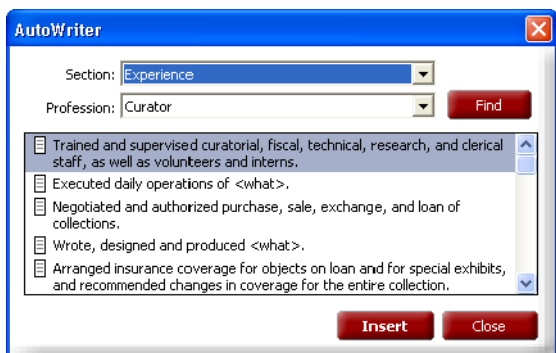 AutoWriter
Section: Experience
Profession: Curator
Find
Trained and supervised curatorial, fiscal, technical, research, and clerical
staff, as well as volunteers and interns.
Executed daily operations of <what>.
Negotiated and authorized purchase, sale, exchange, and loan of
collections.
Wrote, designed and produced <what>.
Arranged insurance coverage for objects on loan and for special exhibits,
and recommended changes in coverage for the entire collection.
Insert
Close